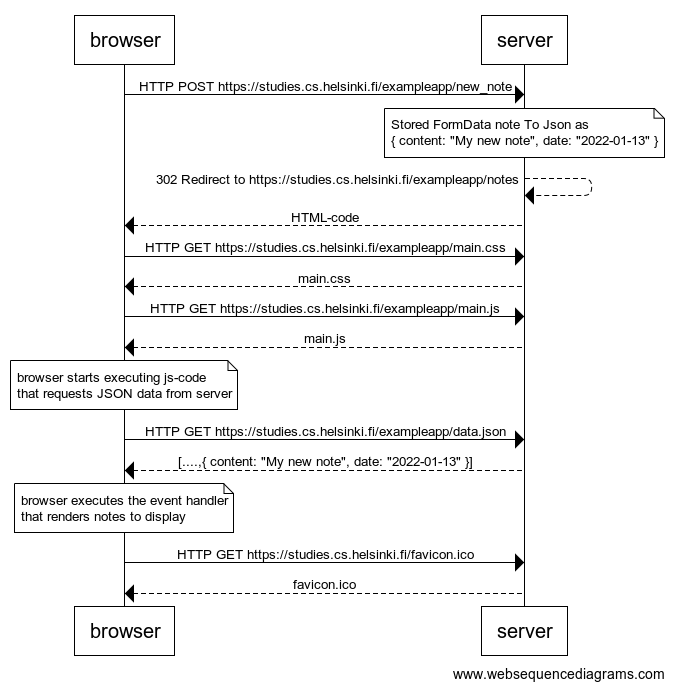 browser
server
HTTP POST https://studies.cs.helsinki.fi/exampleapp/new_note
Stored FormData note To Json as
{ content: "My new note", date: "2022-01-13" }
302 Redirect to https://studies.cs.helsinki.fi/exampleapp/notes
HTML-code
HTTP GET https://studies.cs.helsinki.fi/exampleapp/main.css
main.css
HTTP GET https://studies.cs.helsinki.fi/exampleapp/main.js
main.js
browser starts executing js-code
that requests JSON data from server
HTTP GET https://studies.cs.helsinki.fi/exampleapp/data.json
[....,{ content: "My new note", date: "2022-01-13" }]
browser executes the event handler
that renders notes to display
HTTP GET https://studies.cs.helsinki.fi/favicon.ico
favicon.ico
browser
server
www.websequencediagrams.com